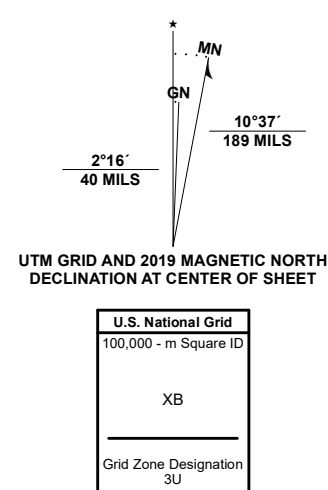 ★
MN
GN
10°37´
189 MILS
2°16´
40 MILS
UTM GRID AND 2019 MAGNETIC NORTH
DECLINATION AT CENTER OF SHEET
U.S. National Grid
100,000 - m Square ID
XB
Grid Zone Designation
3U